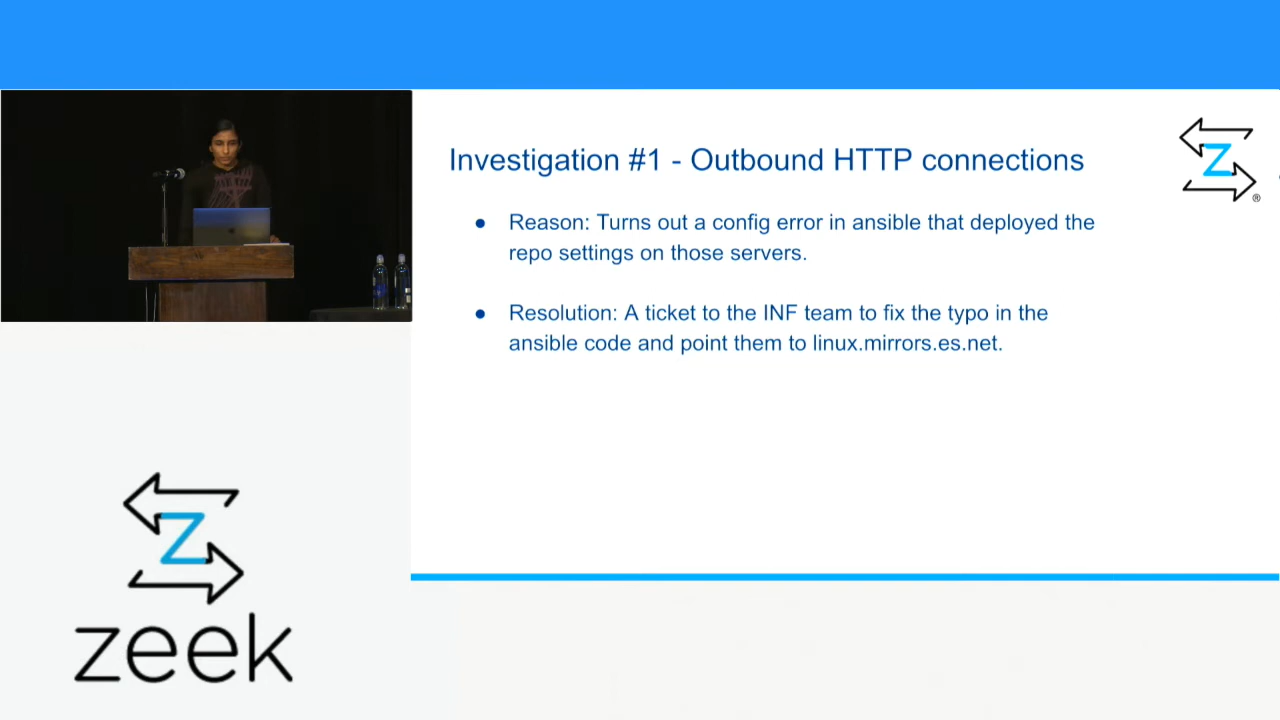 Investigation #1 - Outbound HTTP connections
Z
®
● Reason: Turns out a config error in ansible that deployed the
repo settings on those servers.
● Resolution: A ticket to the INF team to fix the typo in the
ansible code and point them to linux.mirrors.es.net.
Z
zeek